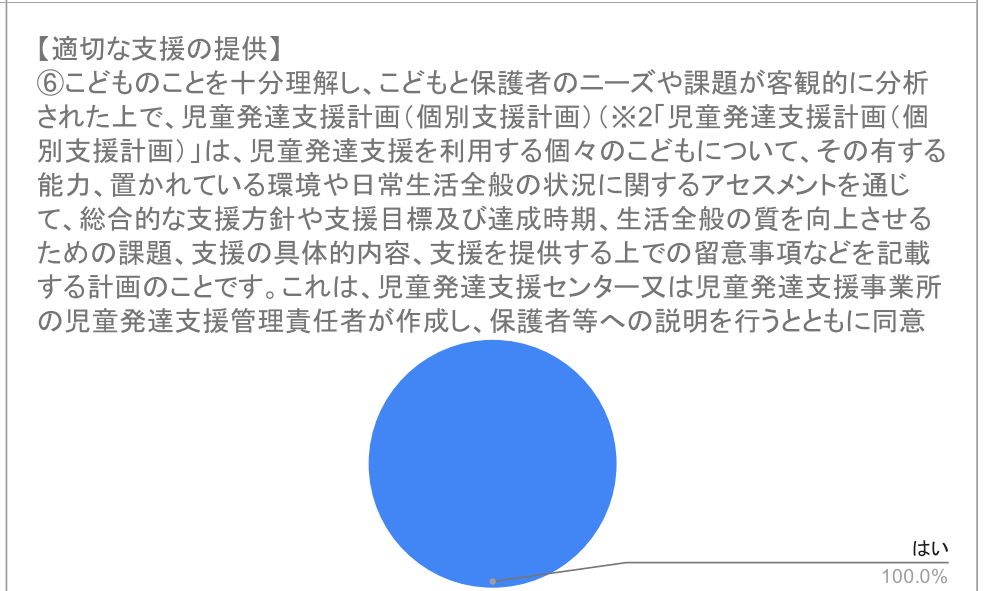 【適切な支援の提供】
⑥こどものことを十分理解し、こどもと保護者のニーズや課題が客観的に分析
された上で、児童発達支援計画（個別支援計画）（※2「児童発達支援計画（個
別支援計画）」は、児童発達支援を利用する個々のこどもについて、その有する
能力、置かれている環境や日常生活全般の状況に関するアセスメントを通じ
て、総合的な支援方針や支援目標及び達成時期、生活全般の質を向上させる
ための課題、支援の具体的内容、支援を提供する上での留意事項などを記載
する計画のことです。これは、児童発達支援センター又は児童発達支援事業所
の児童発達支援管理責任者が作成し、保護者等への説明を行うとともに同意
はい
100.0%